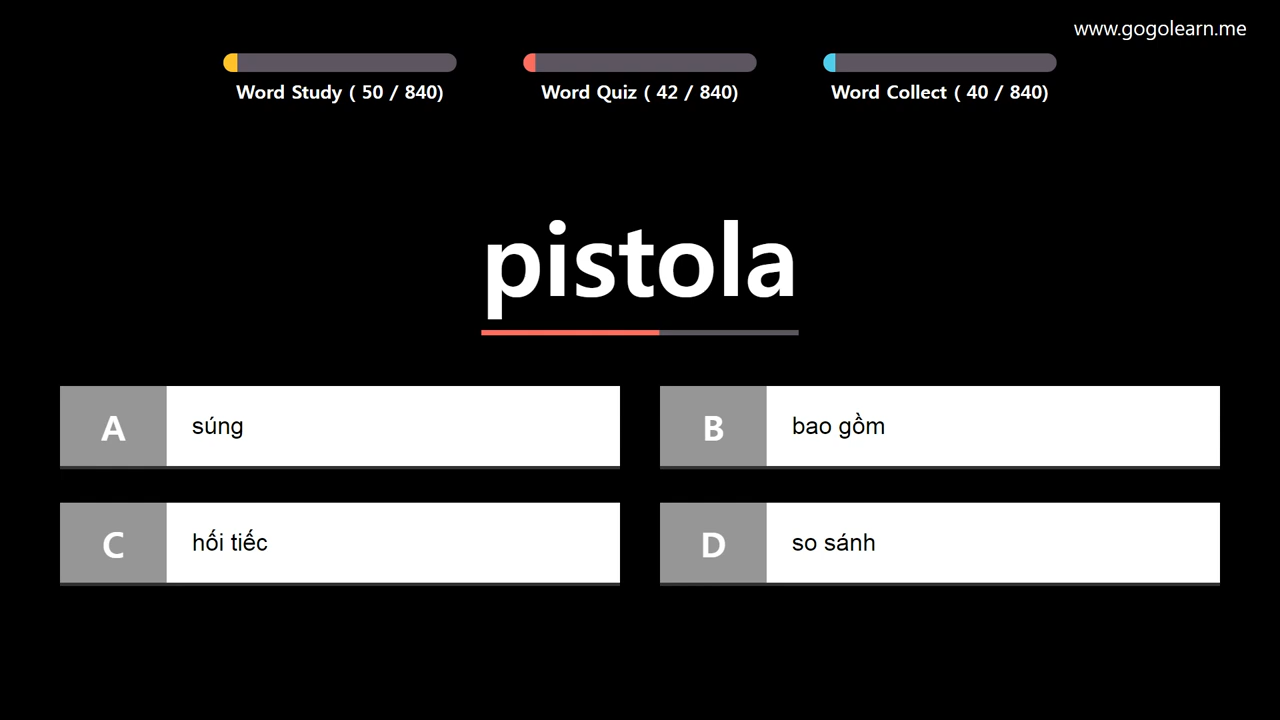 www.gogolearn.me
Word Study ( 50 / 840)
Word Quiz ( 42 / 840)
Word Collect ( 40 / 840)
pistola
A súng
B bao gồm
C hối tiếc
D so sánh